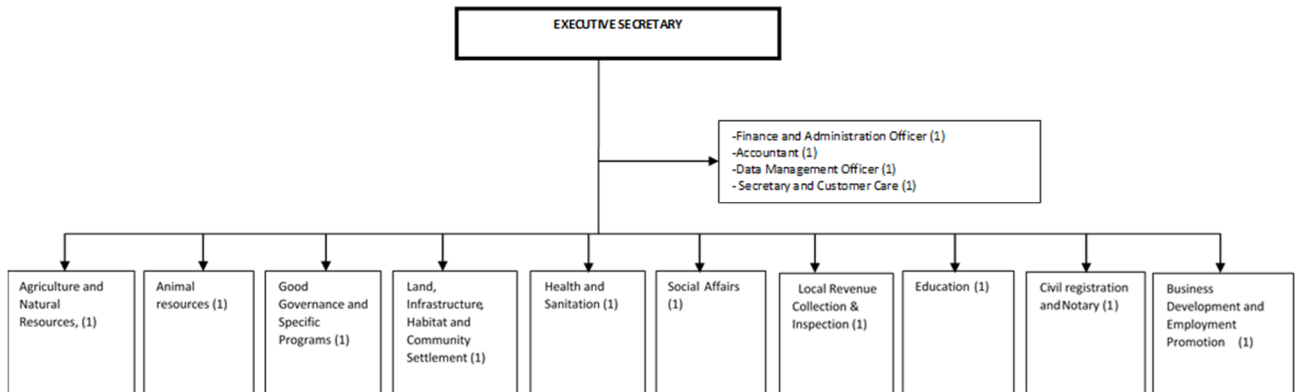 EXECUTIVE SECRETARY
-Finance and Administration Officer (1)
-Accountant (1)
-Data Management Officer (1)
- Secretary and Customer Care (1)
Agriculture and
Natural
Resources, (1)
Animal
resources (1)
Good
Governance and
Specific
Programs (1)
Land,
Infrastructure,
Habitat and
Community
Settlement (1)
Health and
Sanitation (1)
Social Affairs
(1)
Local Revenue
Collection &
Inspection (1)
Education (1)
Civil registration
and Notary (1)
Business
Development and
Employment
Promotion (1)